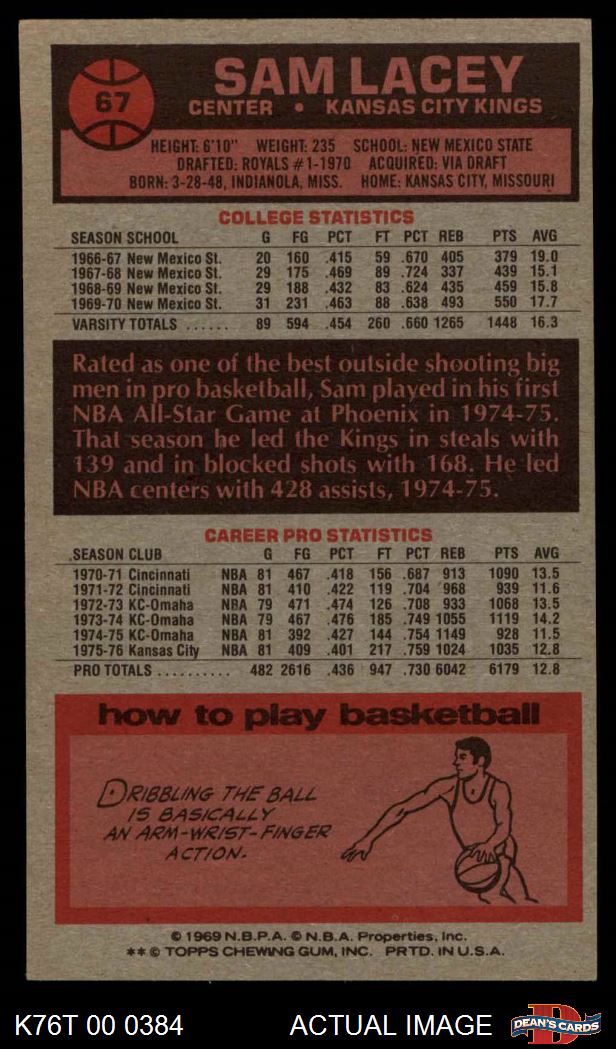 67
SAM LACEY
CENTER • KANSAS CITY KINGS
HEIGHT: 6'10" WEIGHT: 235 SCHOOL: NEW MEXICO STATE
DRAFTED: ROYALS #1-1970 ACQUIRED: VIA DRAFT
BORN: 3-28-48, INDIANOLA, MISS. HOME: KANSAS CITY, MISSOURI
COLLEGE STATISTICS
SEASON SCHOOL G FG PCT FT PCT REB PTS AVG
1966-67 New Mexico St. 20 160 .415 59 .670 405 379 19.0
1967-68 New Mexico St. 29 175 .469 89 .724 337 439 15.1
1968-69 New Mexico St. 29 188 .432 83 .624 435 459 15.8
1969-70 New Mexico St. 31 231 .463 88 .638 493 550 17.7
VARSITY TOTALS ...... 89 594 .454 260 .660 1265 1448 16.3
Rated as one of the best outside shooting big
men in pro basketball, Sam played in his first
NBA All-Star Game at Phoenix in 1974-75.
That season he led the Kings in steals with
139 and in blocked shots with 168. He led
NBA centers with 428 assists, 1974-75.
CAREER PRO STATISTICS
SEASON CLUB G FG PCT FT PCT REB PTS AVG
1970-71 Cincinnati NBA 81 467 .418 156 .687 913 1090 13.5
1971-72 Cincinnati NBA 81 410 .422 119 .704 968 939 11.6
1972-73 KC-Omaha NBA 79 471 .474 126 .708 933 1068 13.5
1973-74 KC-Omaha NBA 79 467 .476 185 .749 1055 1119 14.2
1974-75 KC-Omaha NBA 81 392 .427 144 .754 1149 928 11.5
1975-76 Kansas City NBA 81 409 .401 217 .759 1024 1035 12.8
PRO TOTALS .......... 482 2616 .436 947 .730 6042 6179 12.8
how to play basketball
DRIBBLING THE BALL
IS BASICALLY
AN ARM-WRIST-FINGER
ACTION.
© 1969 N.B.P.A. © N.B.A. Properties, Inc.
** © TOPPS CHEWING GUM, INC. PRTD. IN U.S.A.
K76T 00 0384 ACTUAL IMAGE
D
DEAN'S CARDS